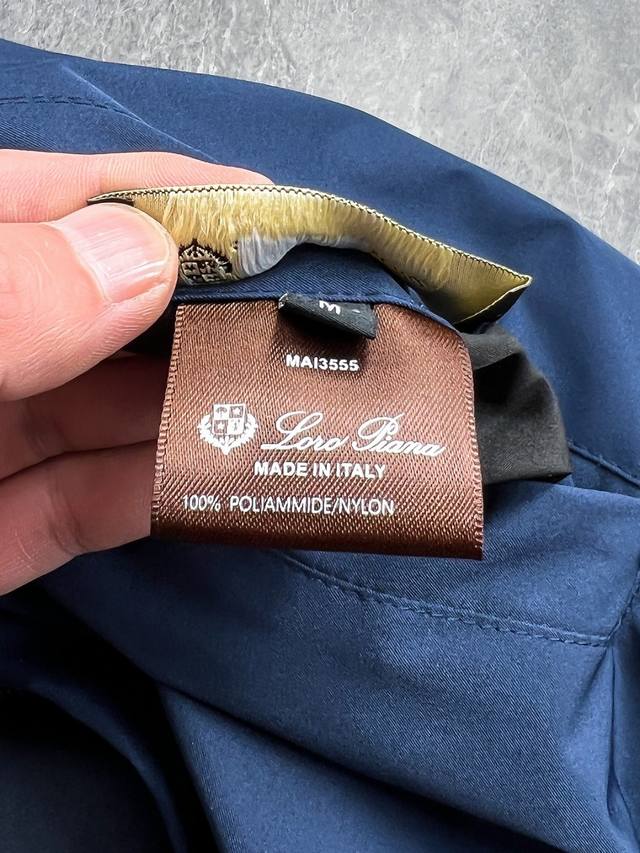 M
MAI3555
Loro Piana
MADE IN ITALY
100% POLIAMMIDE/NYLON